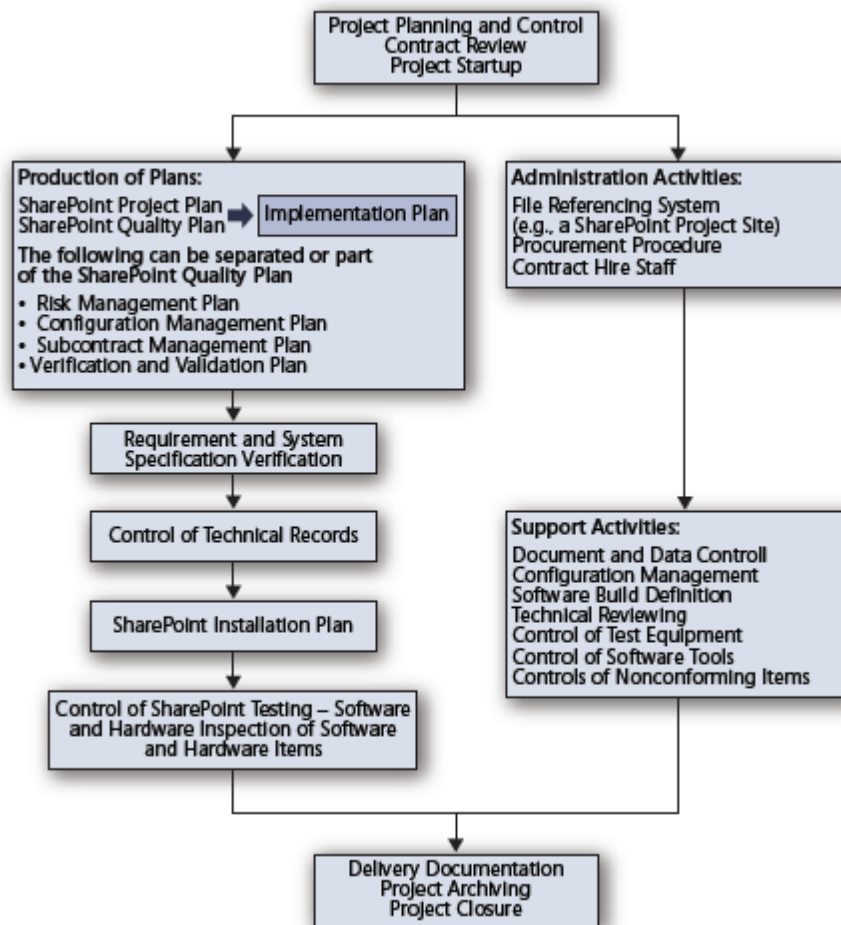 Project Planning and Control
Contract Review
Project Startup
Production of Plans:
SharePoint Project Plan
SharePoint Quality Plan
Implementation Plan
The following can be separated or part
of the SharePoint Quality Plan
• Risk Management Plan
• Configuration Management Plan
• Subcontract Management Plan
• Verification and Validation Plan
Requirement and System
Specification Verification
Control of Technical Records
SharePoint Installation Plan
Control of SharePoint Testing – Software
and Hardware Inspection of Software
and Hardware Items
Administration Activities:
File Referencing System
(e.g., a SharePoint Project Site)
Procurement Procedure
Contract Hire Staff
Support Activities:
Document and Data Controll
Configuration Management
Software Build Definition
Technical Reviewing
Control of Test Equipment
Control of Software Tools
Controls of Nonconforming Items
Delivery Documentation
Project Archiving
Project Closure